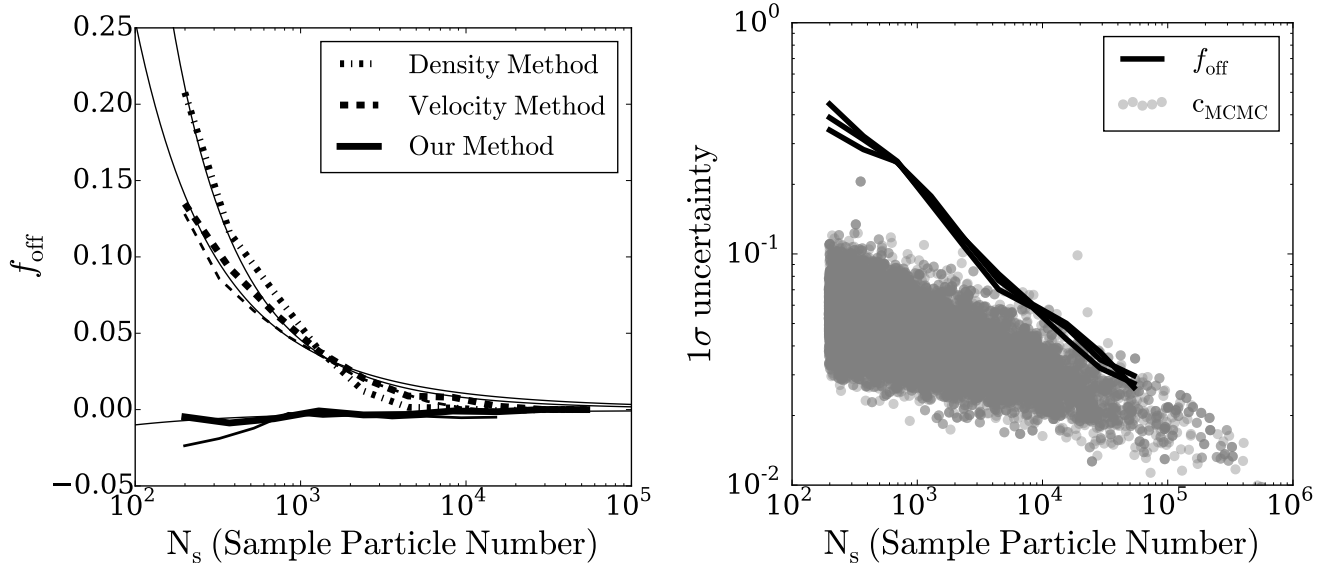 0.25
0.20
0.15
0.10
0.05
0.00
−0.05
f_off
10^2
10^3
10^4
10^5
N_s (Sample Particle Number)
Density Method
Velocity Method
Our Method
10^0
10^-1
10^-2
1σ uncertainty
10^2
10^3
10^4
10^5
10^6
N_s (Sample Particle Number)
f_off
c_MCMC